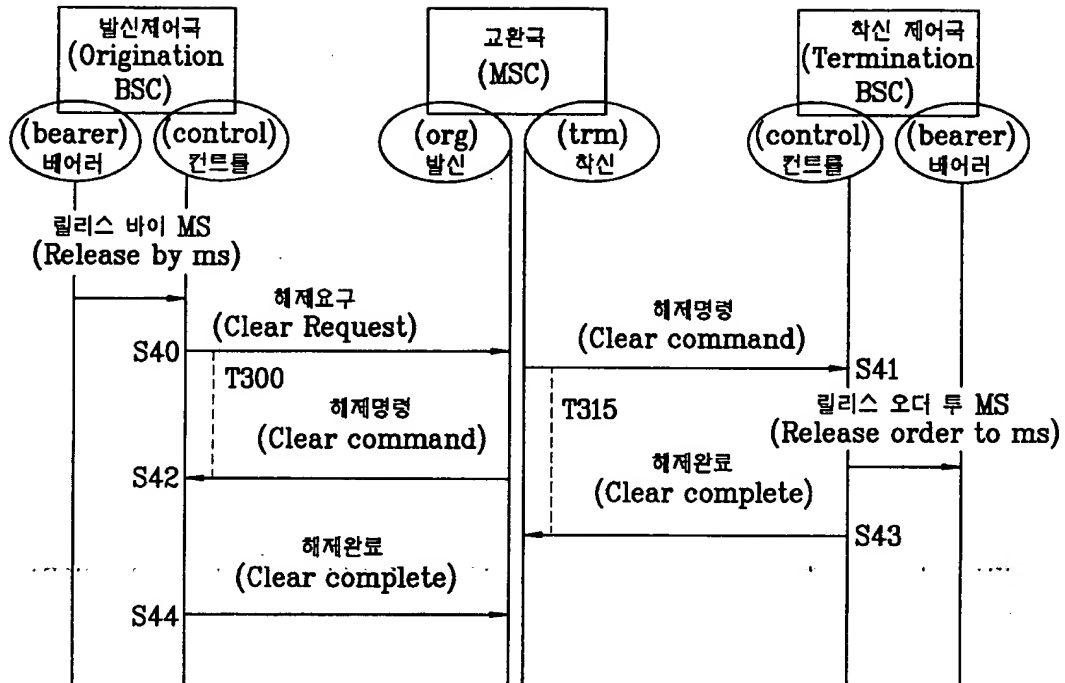 발신제어국
(Origination
BSC)
교환국
(MSC)
착신 제어국
(Termination
BSC)
(bearer)
베어러
(control)
컨트롤
(org)
발신
(trm)
착신
(control)
컨트롤
(bearer)
베어러
릴리스 바이 MS
(Release by ms)
해제요구
(Clear Request)
해제명령
(Clear command)
S40
S41
T300
T315
해제명령
(Clear command)
릴리스 오더 투 MS
(Release order to ms)
S42
해제완료
(Clear complete)
S43
해제완료
(Clear complete)
S44